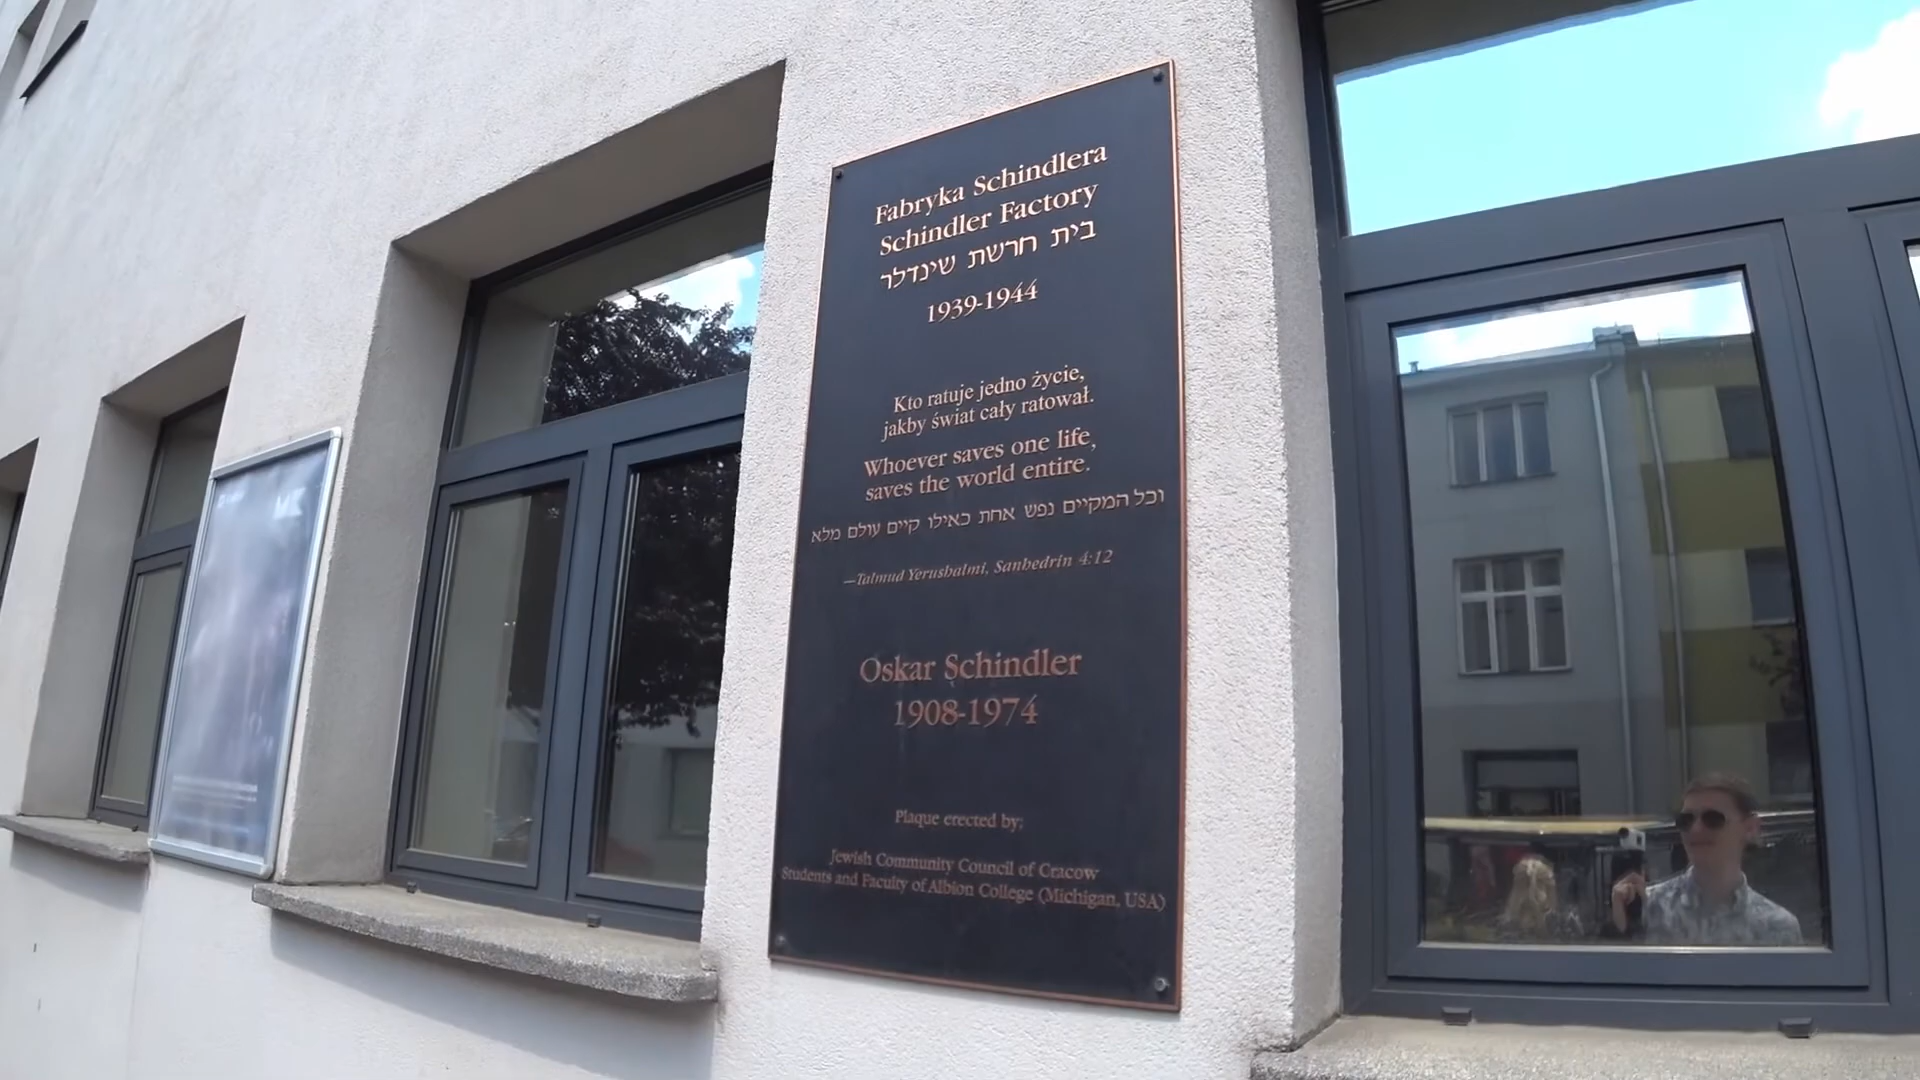 Fabryka Schindlera
Schindler Factory
בית חרשת שינדלר
1939-1944
Kto ratuje jedno życie,
jakby świat cały ratował.
Whoever saves one life,
saves the world entire.
וכל המקיים נפש אחת כאילו קיים עולם מלא
—Talmud Yerushalmi, Sanhedrin 4:12
Oskar Schindler
1908-1974
Plaque erected by:
Jewish Community Council of Cracow
Students and Faculty of Albion College (Michigan, USA)